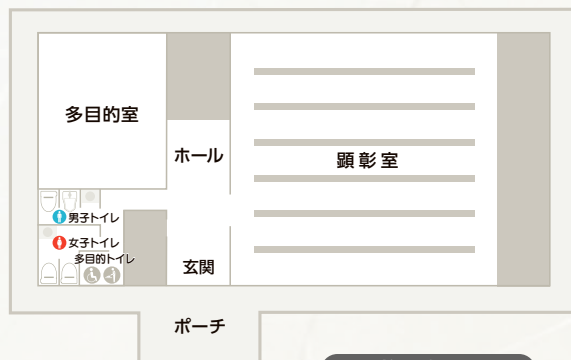 多目的室
ホール
顕彰室
男子トイレ
女子トイレ
多目的トイレ
玄関
ポーチ